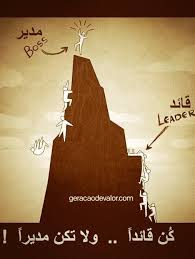 مدير
BOSS
قائد
LEADER
geracaodevalor.com
كُن قائداً .. ولا تكن مديراً !